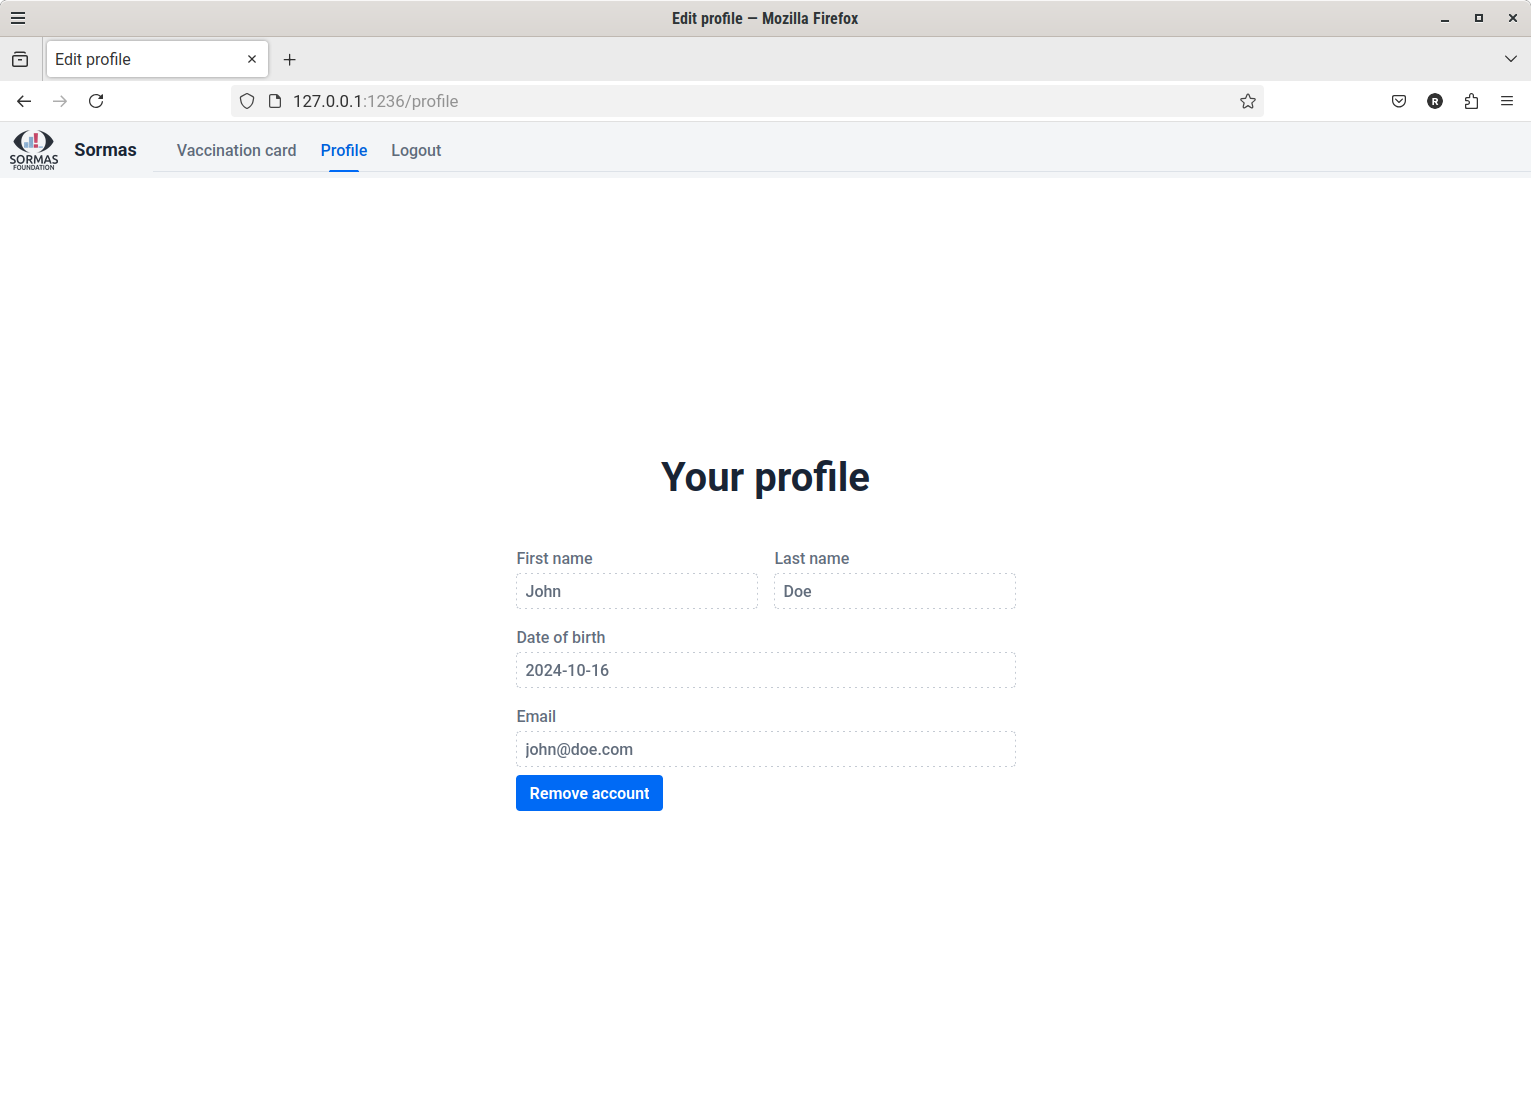 Edit profile — Mozilla Firefox
Edit profile
127.0.0.1:1236/profile
R
SORMAS
FOUNDATION
Sormas
Vaccination card
Profile
Logout
Your profile
First name
Last name
John
Doe
Date of birth
2024-10-16
Email
john@doe.com
Remove account